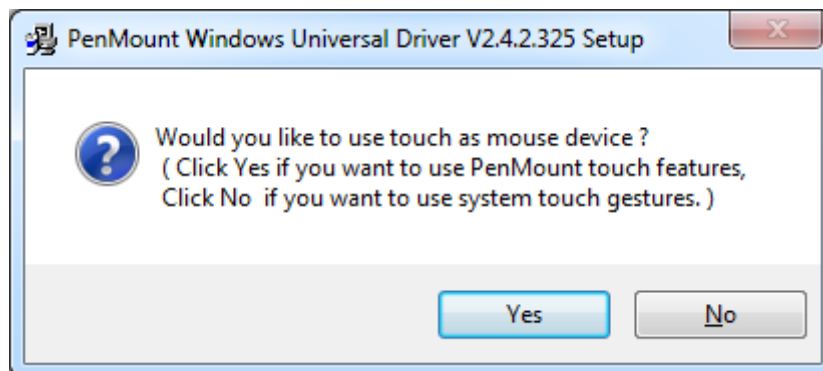 PenMount Windows Universal Driver V2.4.2.325 Setup
Would you like to use touch as mouse device ?
( Click Yes if you want to use PenMount touch features,
Click No  if you want to use system touch gestures. )
Yes
No